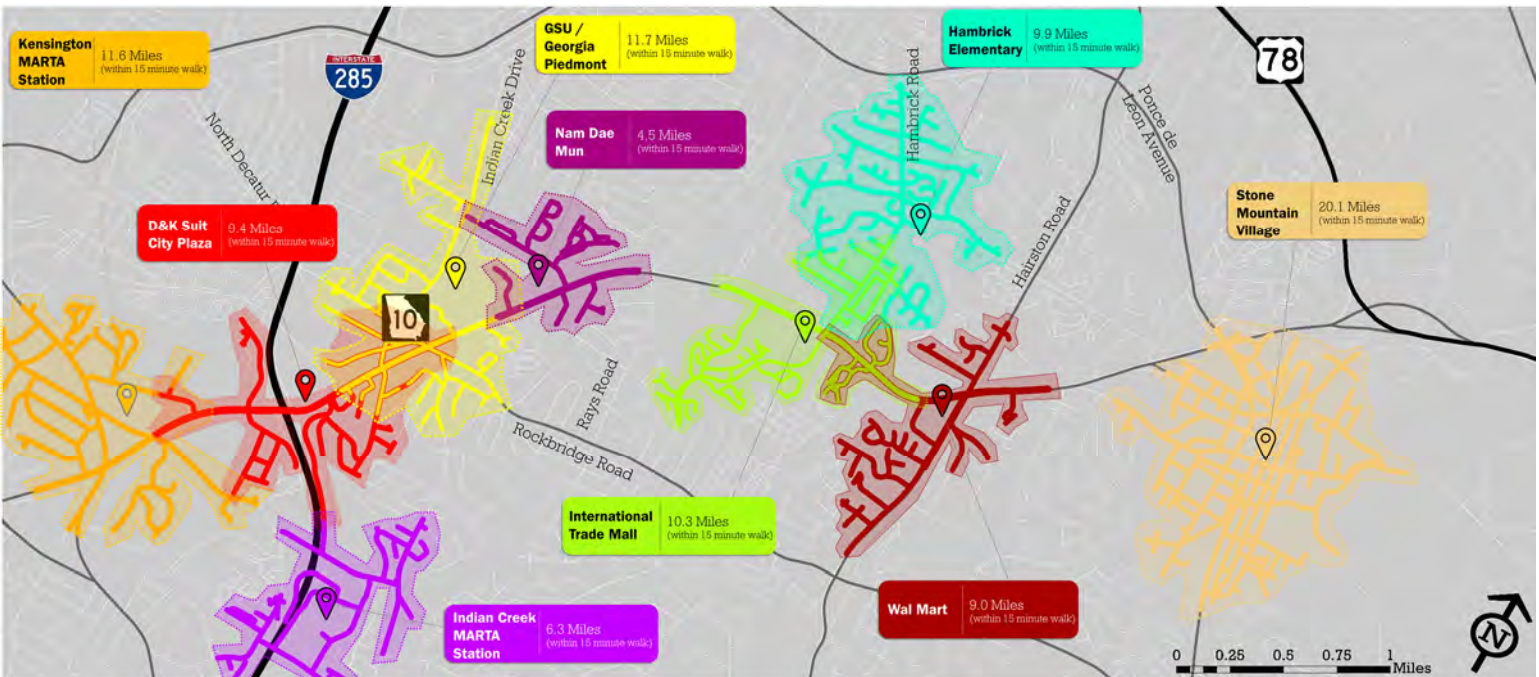 Kensington
MARTA
Station
11.6 Miles
(within 15 minute walk)
INTERSTATE
285
GSU /
Georgia
Piedmont
11.7 Miles
(within 15 minute walk)
Hambrick
Elementary
9.9 Miles
(within 15 minute walk)
78
Indian Creek Drive
Hambrick Road
Ponce de
Leon Avenue
North Decatur
Nam Dae
Mun
4.5 Miles
(within 15 minute walk)
D&K Suit
City Plaza
9.4 Miles
(within 15 minute walk)
Stone
Mountain
Village
20.1 Miles
(within 15 minute walk)
Hairston Road
10
Rays Road
Rockbridge Road
International
Trade Mall
10.3 Miles
(within 15 minute walk)
Wal Mart
9.0 Miles
(within 15 minute walk)
Indian Creek
MARTA
Station
6.3 Miles
(within 15 minute walk)
N
0 0.25 0.5 0.75 1
Miles